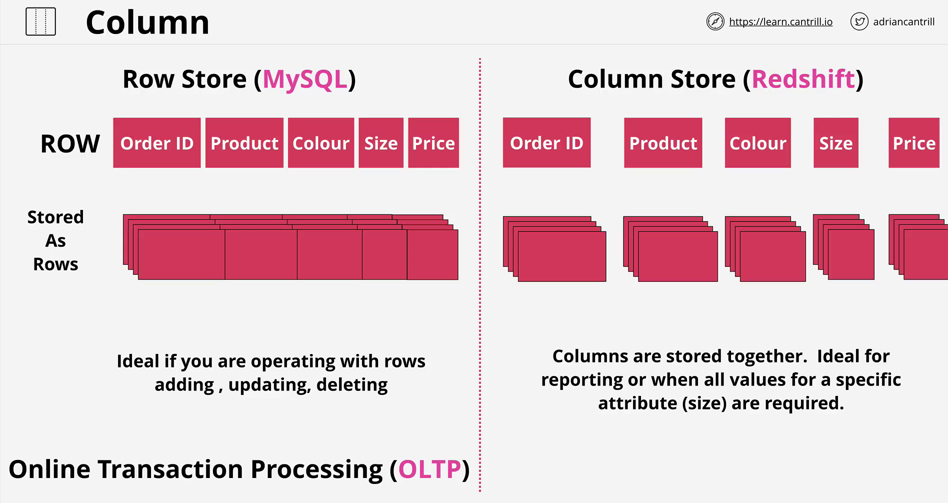 Column
https://learn.cantrill.io
adriancantrill
Row Store (MySQL)
ROW
Order ID
Product
Colour
Size
Price
Stored
As
Rows
Ideal if you are operating with rows
adding , updating, deleting
Online Transaction Processing (OLTP)
Column Store (Redshift)
Order ID
Product
Colour
Size
Price
Columns are stored together.  Ideal for
reporting or when all values for a specific
attribute (size) are required.